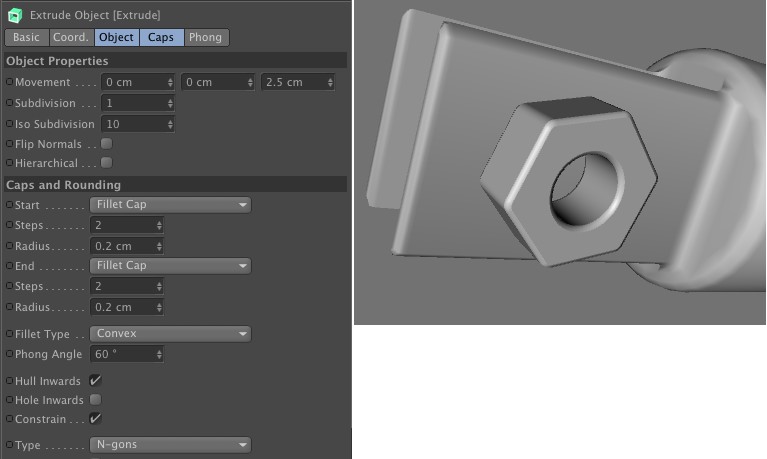 Extrude Object [Extrude]
Basic Coord. Object Caps Phong
Object Properties
Movement .... 0 cm 0 cm 2.5 cm
Subdivision .... 1
Iso Subdivision 10
Flip Normals ..
Hierarchical ...
Caps and Rounding
Start ....... Fillet Cap
Steps....... 2
Radius...... 0.2 cm
End ........ Fillet Cap
Steps....... 2
Radius...... 0.2 cm
Fillet Type .. Convex
Phong Angle 60 °
Hull Inwards
Hole Inwards
Constrain ...
Type ....... N-gons